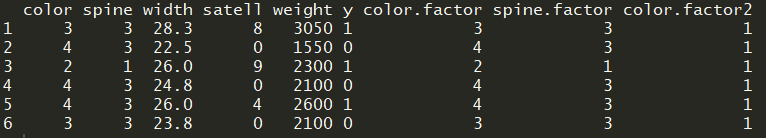 color spine width satell weight y color.factor spine.factor color.factor2
1 3 3 28.3 8 3050 1 3 3 1
2 4 3 22.5 0 1550 0 4 3 1
3 2 1 26.0 9 2300 1 2 1 1
4 4 3 24.8 0 2100 0 4 3 1
5 4 3 26.0 4 2600 1 4 3 1
6 3 3 23.8 0 2100 0 3 3 1